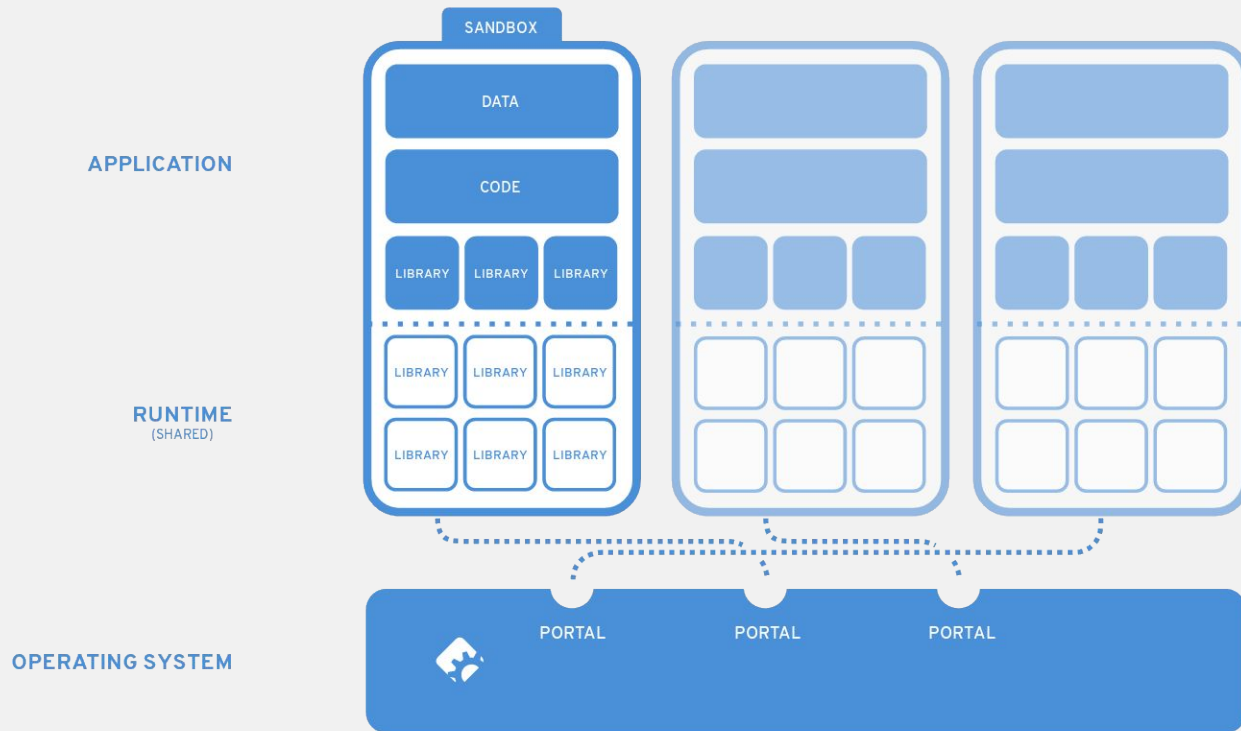 SANDBOX
DATA
APPLICATION
CODE
LIBRARY LIBRARY LIBRARY
LIBRARY LIBRARY LIBRARY
RUNTIME
(SHARED)
LIBRARY LIBRARY LIBRARY
PORTAL PORTAL PORTAL
OPERATING SYSTEM